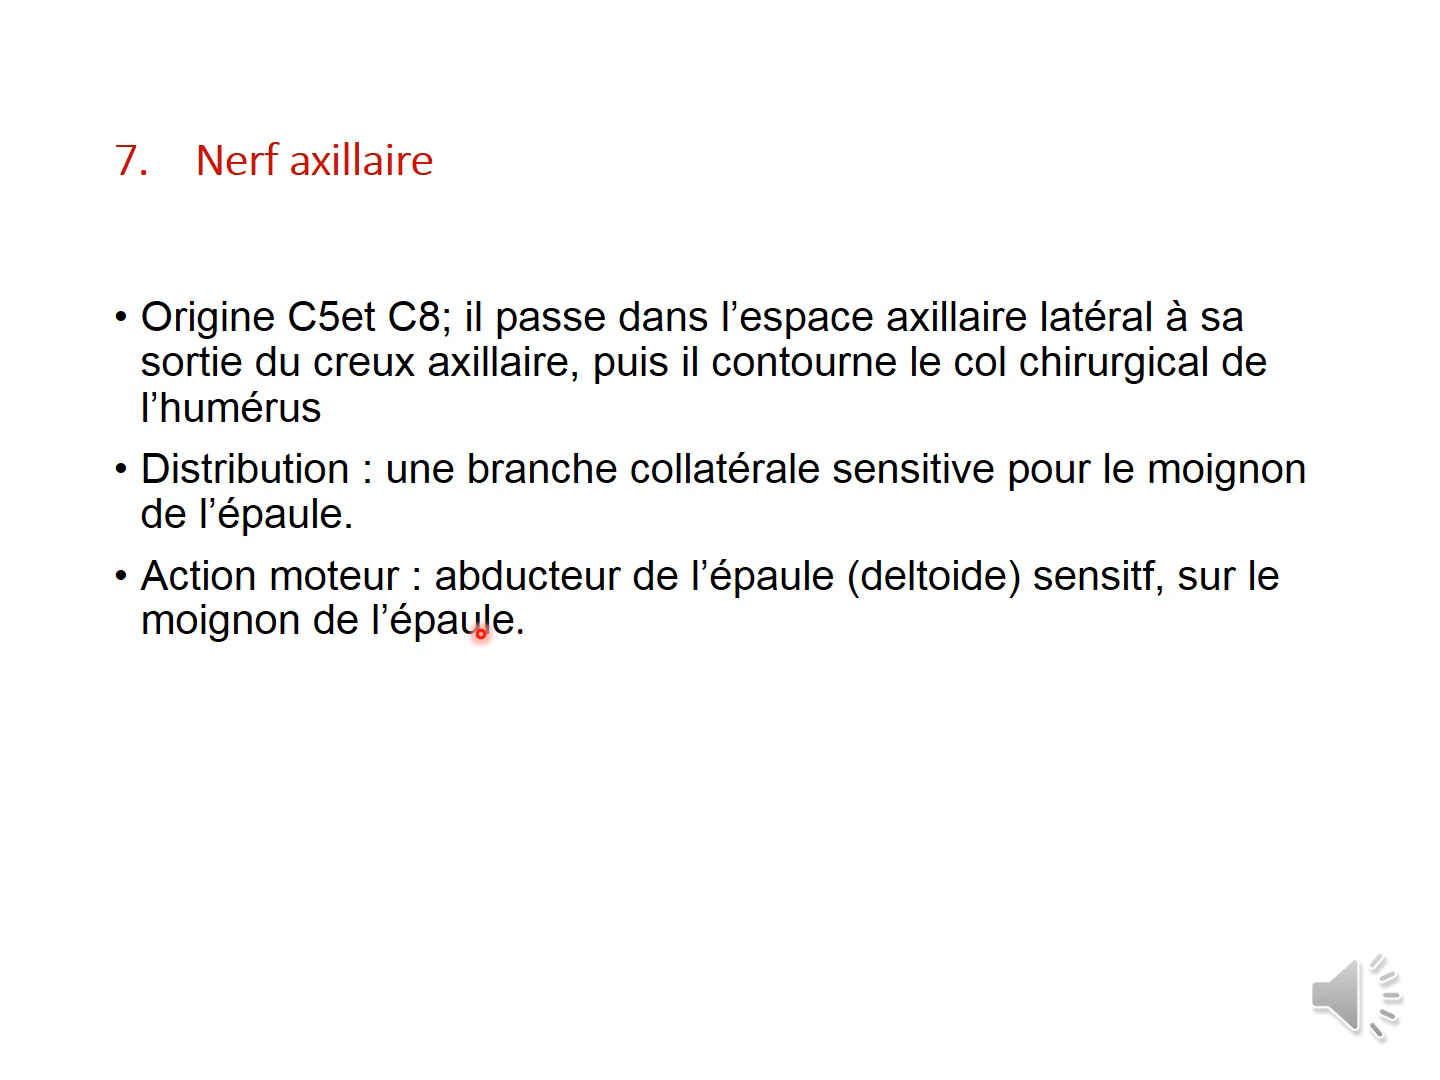 7. Nerf axillaire
• Origine C5et C8; il passe dans l’espace axillaire latéral à sa
sortie du creux axillaire, puis il contourne le col chirurgical de
l’humérus
• Distribution : une branche collatérale sensitive pour le moignon
de l’épaule.
• Action moteur : abducteur de l’épaule (deltoide) sensitf, sur le
moignon de l’épaule.